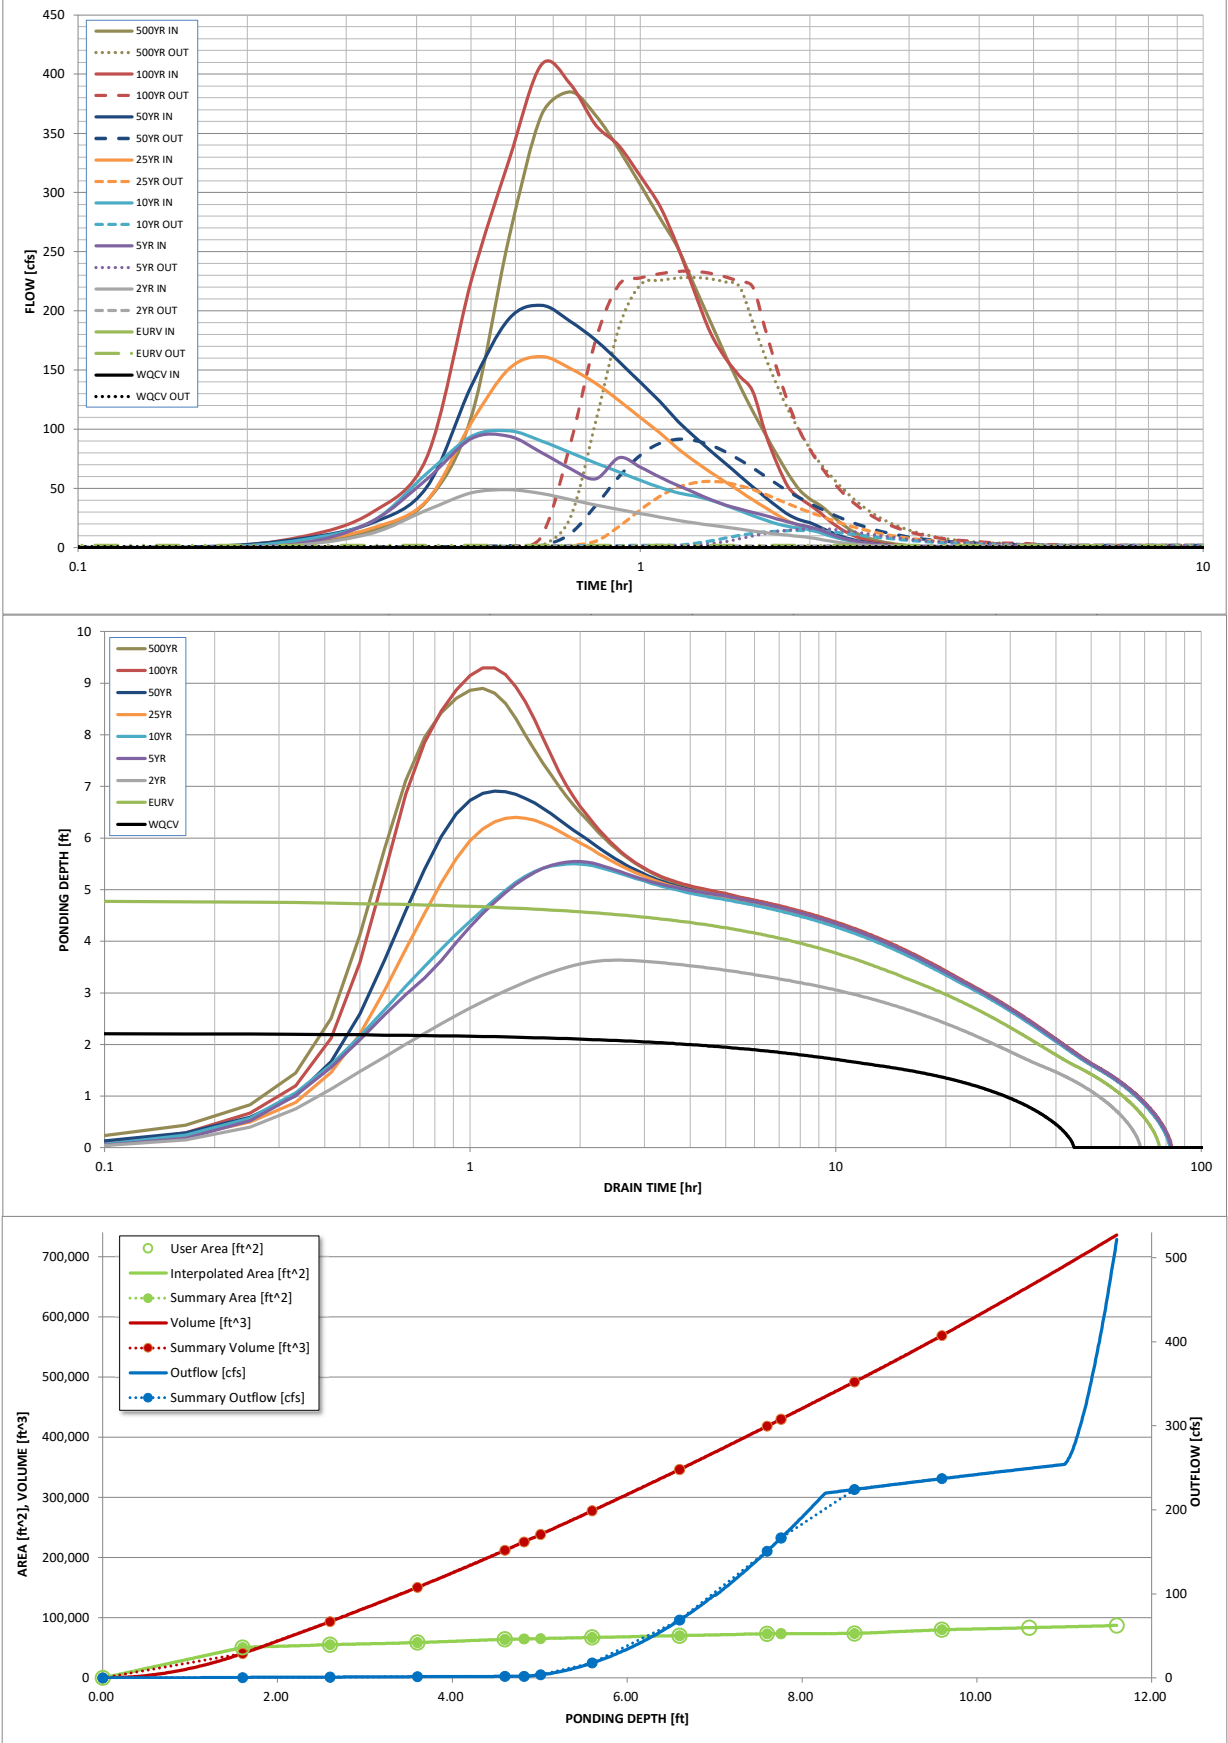 450
400
350
300
250
200
150
100
50
0
FLOW [cfs]
500YR IN
500YR OUT
100YR IN
100YR OUT
50YR IN
50YR OUT
25YR IN
25YR OUT
10YR IN
10YR OUT
5YR IN
5YR OUT
2YR IN
2YR OUT
EURV IN
EURV OUT
WQCV IN
WQCV OUT
0.1 1 10
TIME [hr]
10
9
8
7
6
5
4
3
2
1
0
PONDING DEPTH [ft]
500YR
100YR
50YR
25YR
10YR
5YR
2YR
EURV
WQCV
0.1 1 10 100
DRAIN TIME [hr]
700,000
600,000
500,000
400,000
300,000
200,000
100,000
0
AREA [ft^2], VOLUME [ft^3]
User Area [ft^2]
Interpolated Area [ft^2]
Summary Area [ft^2]
Volume [ft^3]
Summary Volume [ft^3]
Outflow [cfs]
Summary Outflow [cfs]
500
400
300
200
100
0
OUTFLOW [cfs]
0.00 2.00 4.00 6.00 8.00 10.00 12.00
PONDING DEPTH [ft]